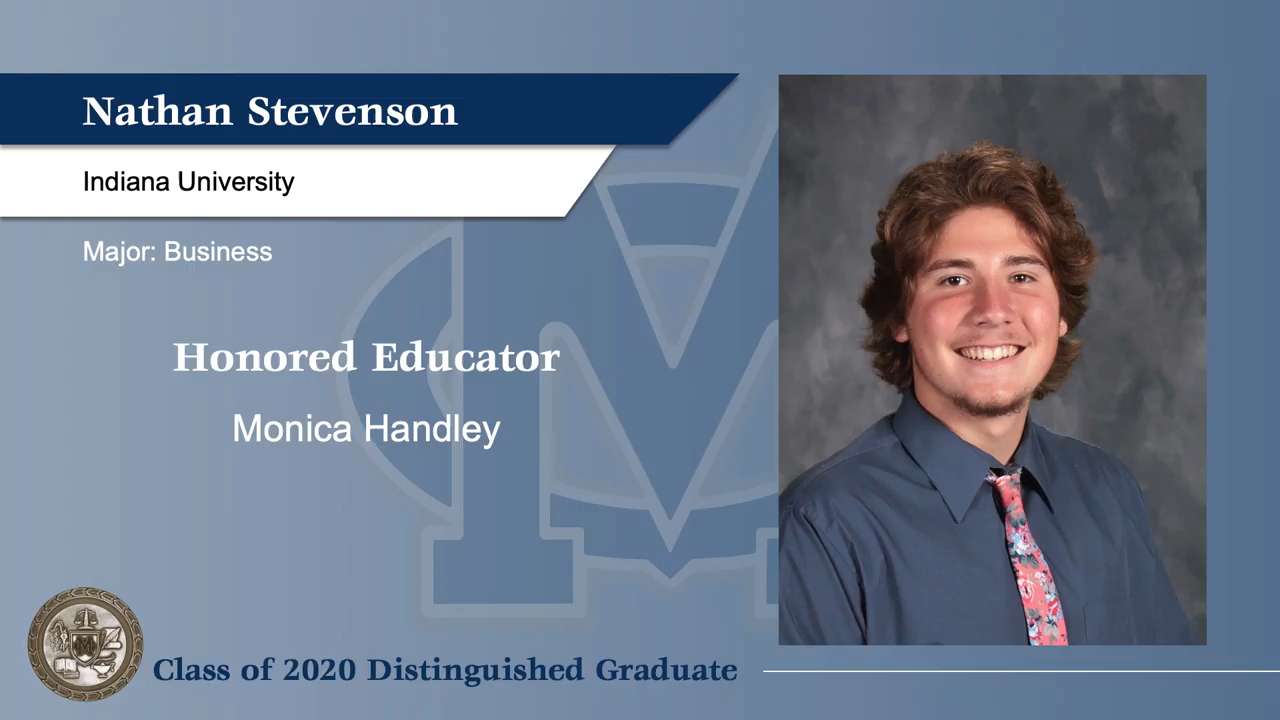 Nathan Stevenson
Indiana University
Major: Business
Honored Educator
Monica Handley
Class of 2020 Distinguished Graduate